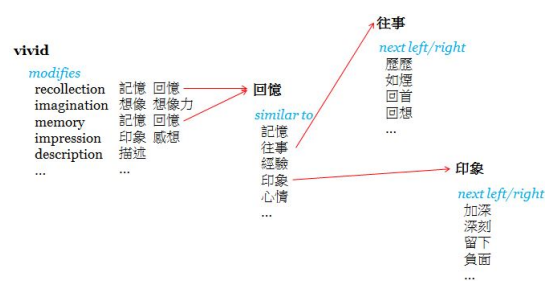 vivid
modifies
recollection 記憶 回憶
imagination 想像 想像力
memory 記憶 回憶
impression 印象 感想
description 描述
... ...
回憶
similar to
記憶
往事
經驗
印象
心情
...
往事
next left/right
歷歷
如煙
回首
回想
...
印象
next left/right
加深
深刻
留下
負面
...